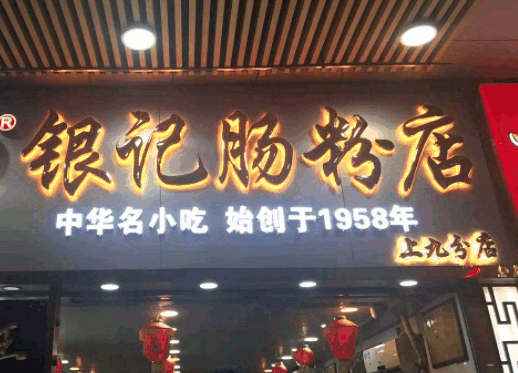 ®
银记肠粉店
中华名小吃 始创于1958年
上九分店